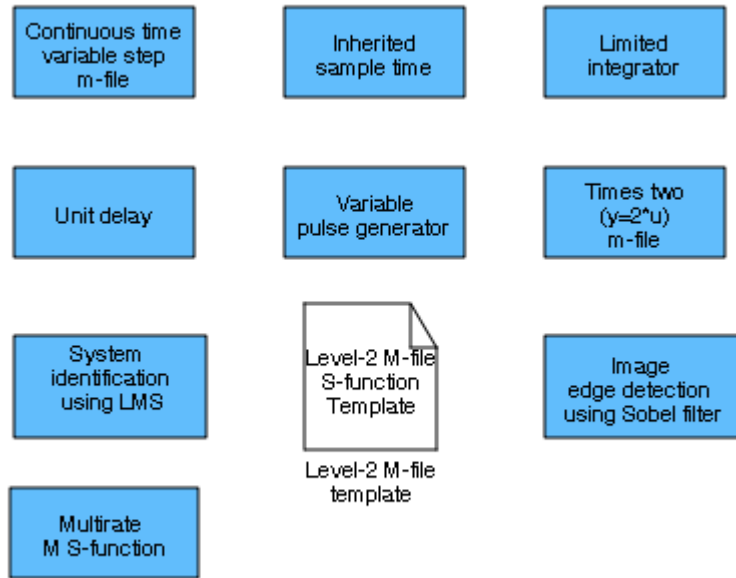 Continuous time
variable step
m-file
Inherited
sample time
Limited
integrator
Unit delay
Variable
pulse generator
Times two
(y=2*u)
m-file
System
identification
using LMS
Level-2 M-file
S-function
Template
Level-2 M-file
template
Image
edge detection
using Sobel filter
Multirate
M S-function